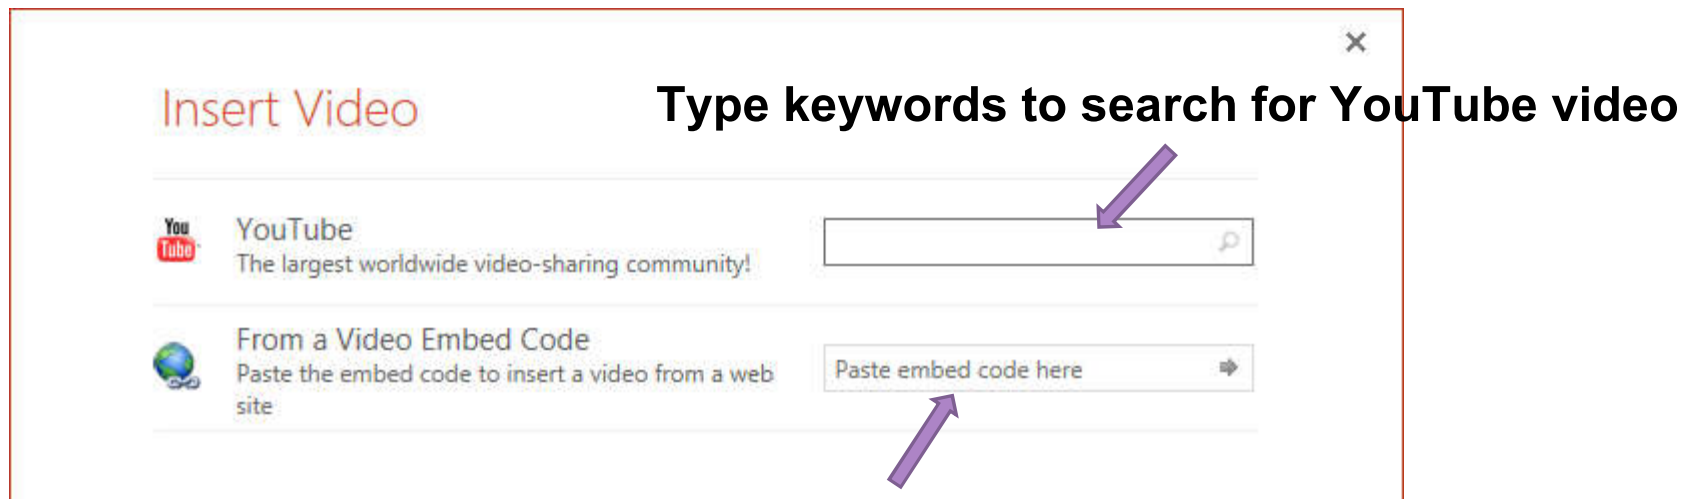 Insert Video
Type keywords to search for YouTube video
You
Tube
YouTube
The largest worldwide video-sharing community!
From a Video Embed Code
Paste the embed code to insert a video from a web
site
Paste embed code here